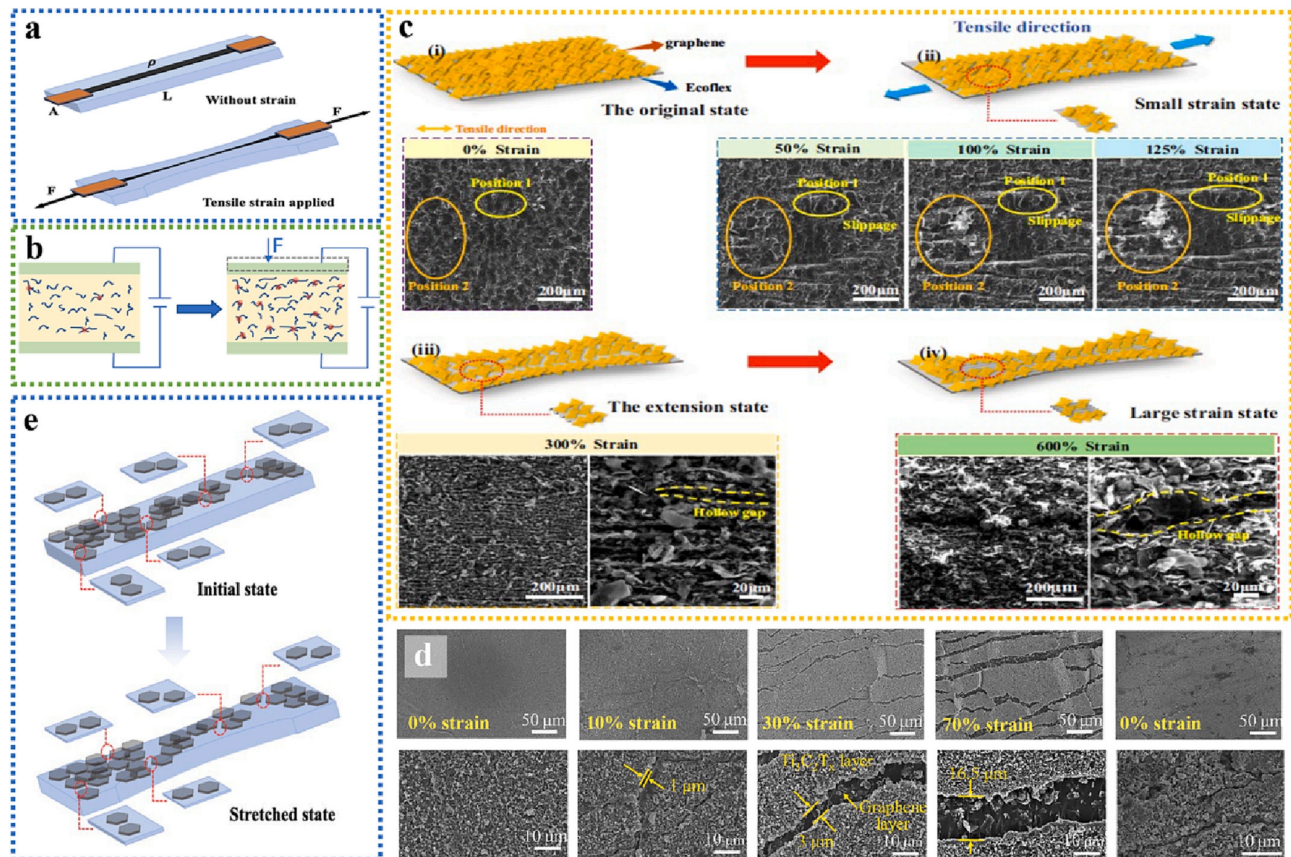 a
ρ
L
A
Without strain
F
F
Tensile strain applied
b
F
c
(i)
graphene
Ecoflex
The original state
Tensile direction
(ii)
Small strain state
Tensile direction
0% Strain
Position 1
Position 2
200μm
50% Strain
Position 1
Slippage
Position 2
200μm
100% Strain
Position 1
Slippage
Position 2
200μm
125% Strain
Position 1
Slippage
Position 2
200μm
(iii)
The extension state
(iv)
Large strain state
300% Strain
200μm
Hollow gap
20μm
600% Strain
200μm
Hollow gap
20μm
d
0% strain
50 μm
10% strain
50 μm
30% strain
50 μm
70% strain
50 μm
0% strain
50 μm
10 μm
1 μm
10 μm
Ti₃C₂Tₓ layer
Graphene
layer
3 μm
10 μm
16.5 μm
10 μm
10 μm
e
Initial state
Stretched state